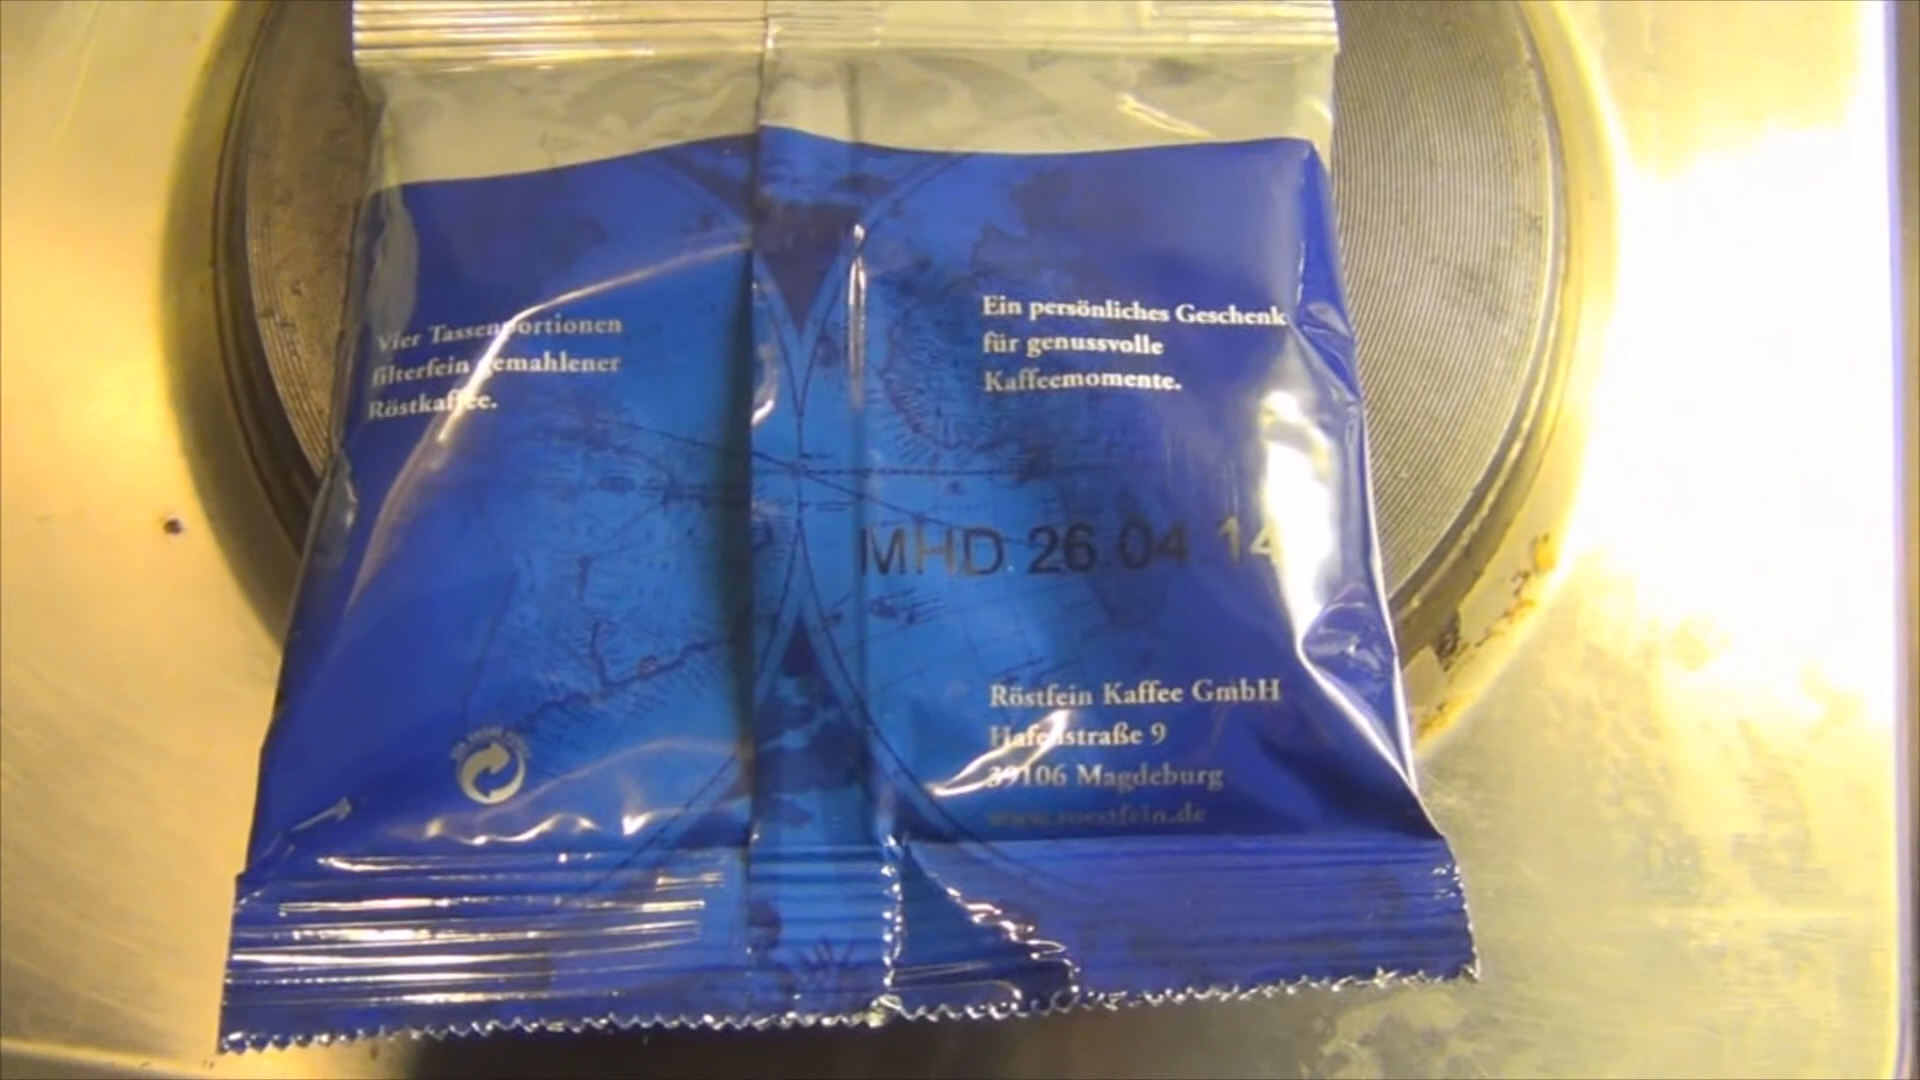 Vier Tassenportionen
filterfein gemahlener
Röstkaffee.
Ein persönliches Geschenk
für genussvolle
Kaffeemomente.
MHD 26.04.14
Röstfein Kaffee GmbH
Hafenstraße 9
39106 Magdeburg
www.roestfein.de